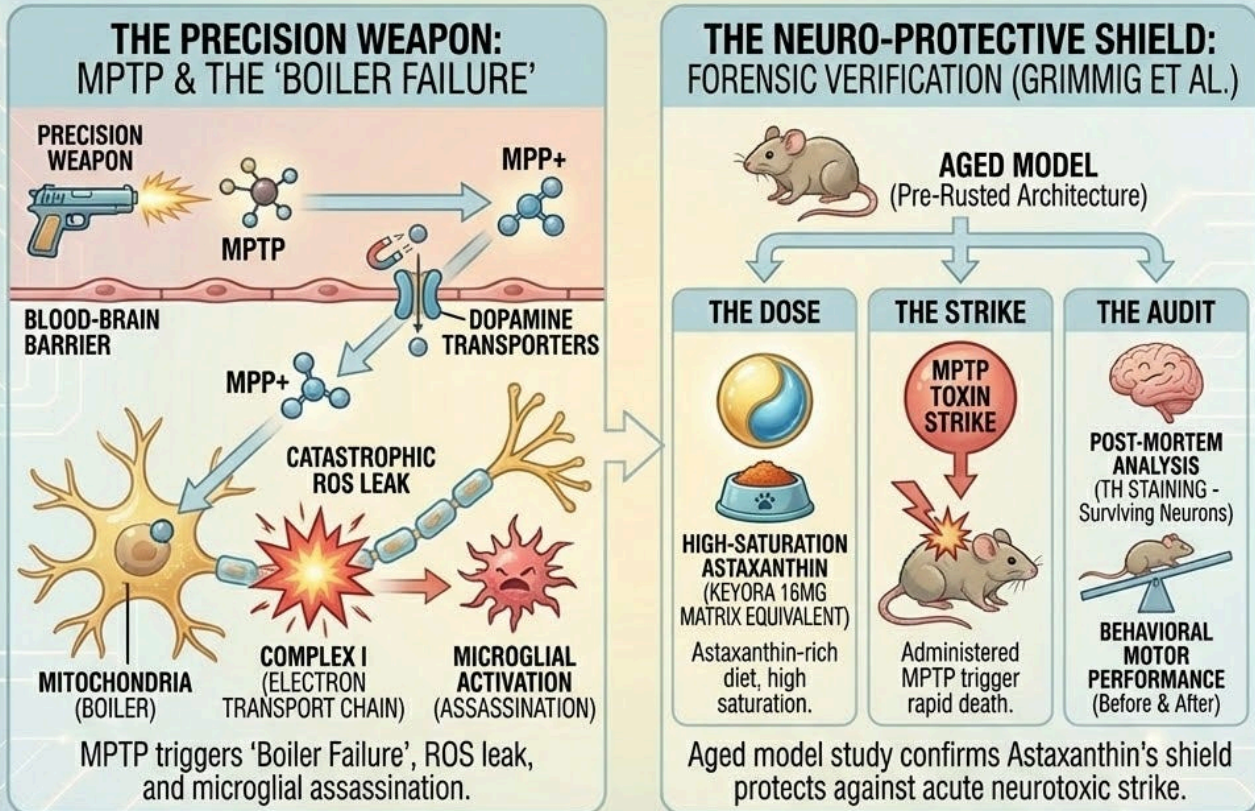 THE PRECISION WEAPON:
MPTP & THE ‘BOILER FAILURE’
PRECISION
WEAPON
MPTP
MPP+
BLOOD-BRAIN
BARRIER
DOPAMINE
TRANSPORTERS
MPP+
CATASTROPHIC
ROS LEAK
MITOCHONDRIA
(BOILER)
COMPLEX I
(ELECTRON
TRANSPORT CHAIN)
MICROGLIAL
ACTIVATION
(ASSASSINATION)
MPTP triggers ‘Boiler Failure’, ROS leak,
and microglial assassination.
THE NEURO-PROTECTIVE SHIELD:
FORENSIC VERIFICATION (GRIMMIG ET AL.)
AGED MODEL
(Pre-Rusted Architecture)
THE DOSE
HIGH-SATURATION
ASTAXANTHIN
(KEYORA 16MG
MATRIX EQUIVALENT)
Astaxanthin-rich
diet, high
saturation.
THE STRIKE
MPTP
TOXIN
STRIKE
Administered
MPTP trigger
rapid death.
THE AUDIT
POST-MORTEM
ANALYSIS
(TH STAINING -
Surviving Neurons)
BEHAVIORAL
MOTOR
PERFORMANCE
(Before & After)
Aged model study confirms Astaxanthin's shield
protects against acute neurotoxic strike.